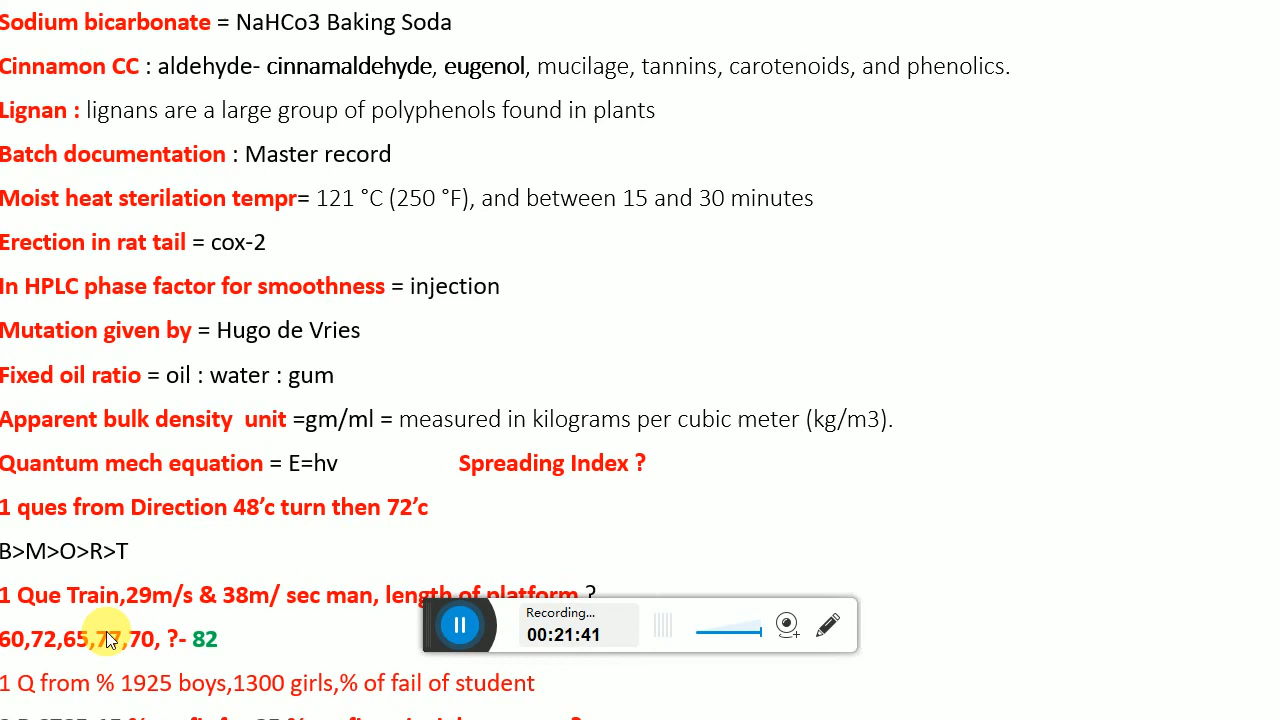 Sodium bicarbonate = NaHCo3 Baking Soda
Cinnamon CC : aldehyde- cinnamaldehyde, eugenol, mucilage, tannins, carotenoids, and phenolics.
Lignan : lignans are a large group of polyphenols found in plants
Batch documentation : Master record
Moist heat sterilation tempr= 121 °C (250 °F), and between 15 and 30 minutes
Erection in rat tail = cox-2
In HPLC phase factor for smoothness = injection
Mutation given by = Hugo de Vries
Fixed oil ratio = oil : water : gum
Apparent bulk density unit =gm/ml = measured in kilograms per cubic meter (kg/m3).
Quantum mech equation = E=hv Spreading Index ?
1 ques from Direction 48’c turn then 72’c
B>M>O>R>T
1 Que Train,29m/s & 38m/ sec man, length of platform ?
Recording...
00:21:41
60,72,65,77,70, ?- 82
1 Q from % 1925 boys,1300 girls,% of fail of student